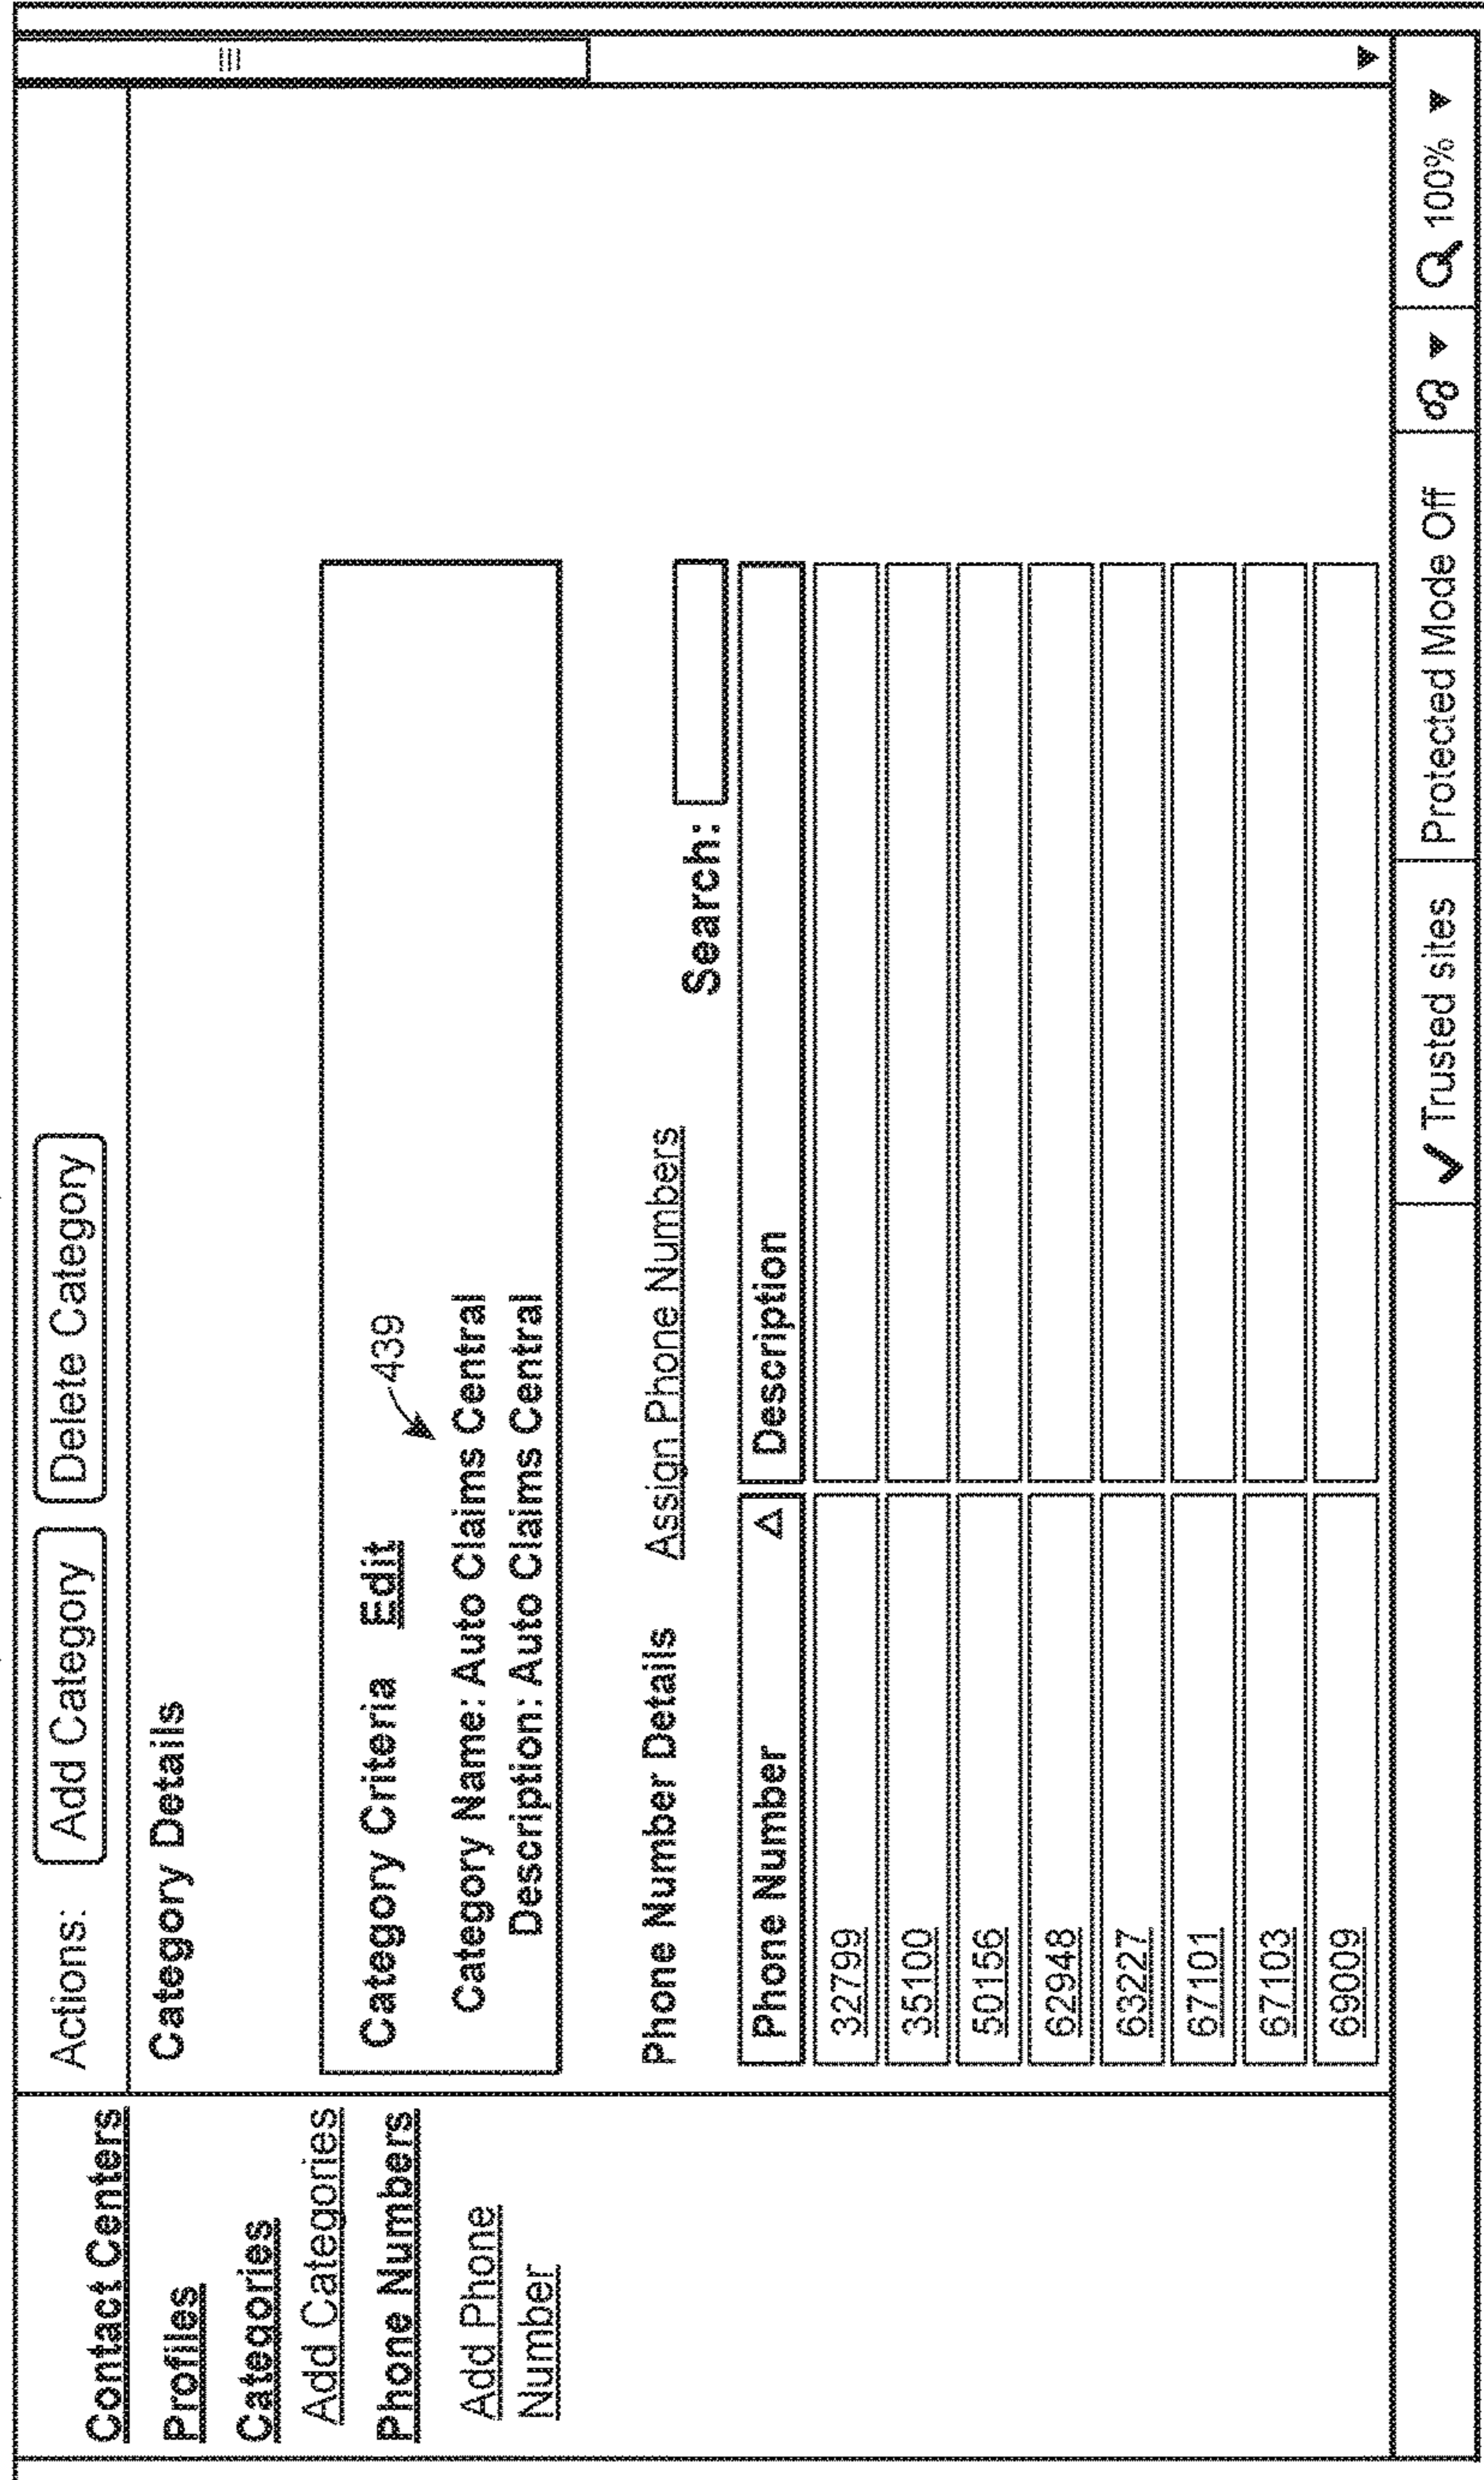 Contact Centers
Profiles
Categories
Add Categories
Phone Numbers
Add Phone
Number
Actions: Add Category Delete Category
Category Details
Category Criteria Edit
439
Category Name: Auto Claims Central
Description: Auto Claims Central
Phone Number Details Assign Phone Numbers
Search:
Phone Number Description
32799
35100
50156
62948
63227
67101
67103
69009
Trusted sites Protected Mode Off 100%